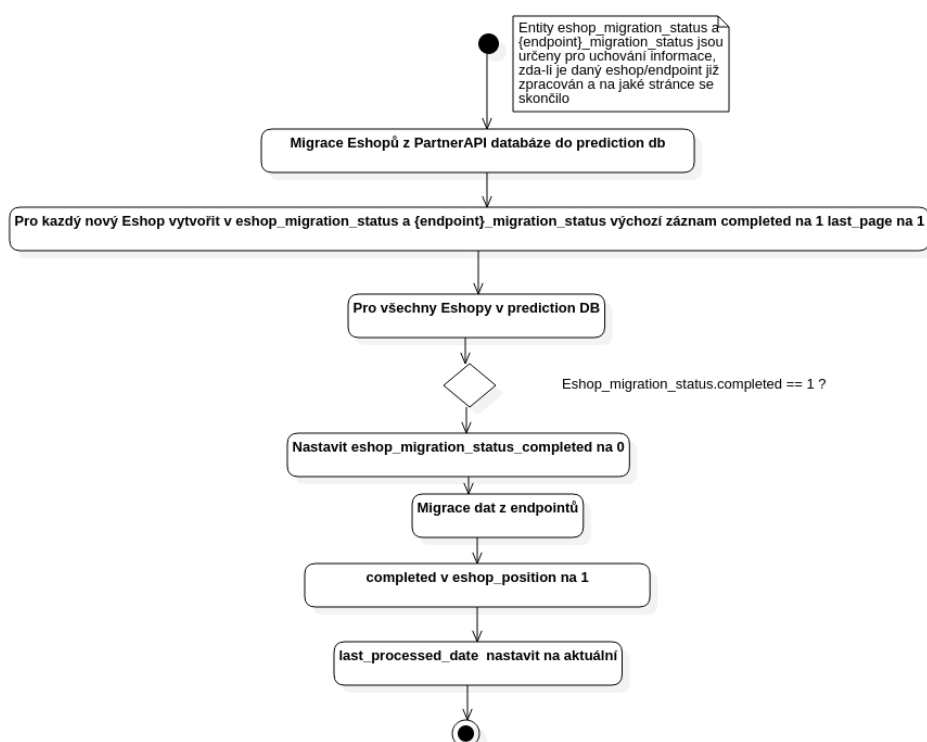 Entity eshop_migration_status a
{endpoint}_migration_status jsou
určeny pro uchování informace,
zda-li je daný eshop/endpoint již
zpracován a na jaké stránce se
skončilo
Migrace Eshopů z PartnerAPI databáze do prediction db
Pro kazdý nový Eshop vytvořit v eshop_migration_status a {endpoint}_migration_status výchozí záznam completed na 1 last_page na 1
Pro všechny Eshopy v prediction DB
Eshop_migration_status.completed == 1 ?
Nastavit eshop_migration_status_completed na 0
Migrace dat z endpointů
completed v eshop_position na 1
last_processed_date nastavit na aktuální